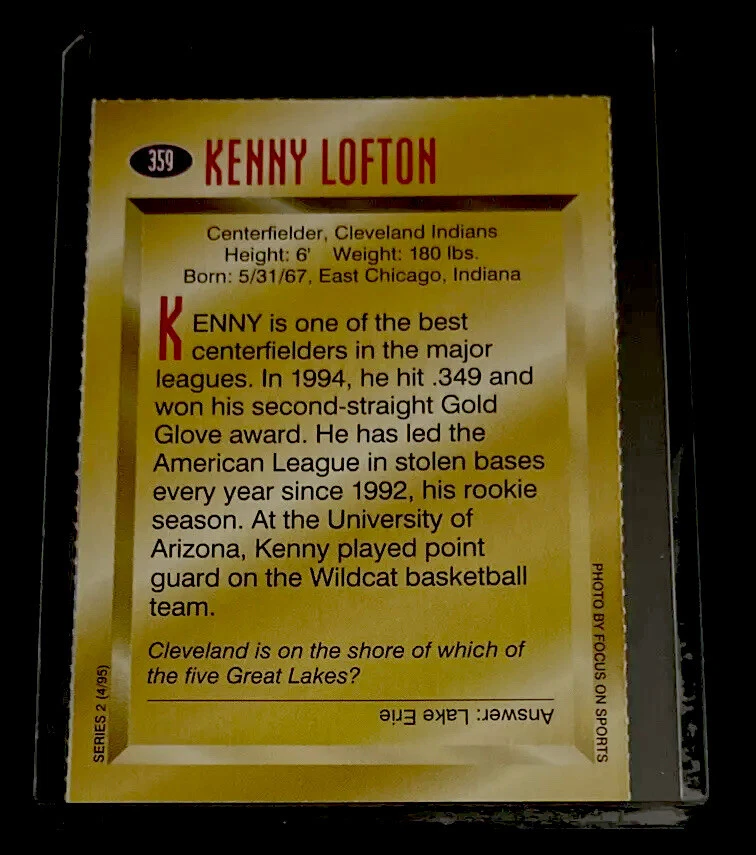 359 KENNY LOFTON
Centerfielder, Cleveland Indians
Height: 6' Weight: 180 lbs.
Born: 5/31/67, East Chicago, Indiana
KENNY is one of the best
centerfielders in the major
leagues. In 1994, he hit .349 and
won his second-straight Gold
Glove award. He has led the
American League in stolen bases
every year since 1992, his rookie
season. At the University of
Arizona, Kenny played point
guard on the Wildcat basketball
team.
Cleveland is on the shore of which of
the five Great Lakes?
Answer: Lake Erie
SERIES 2 (4/95)
PHOTO BY FOCUS ON SPORTS